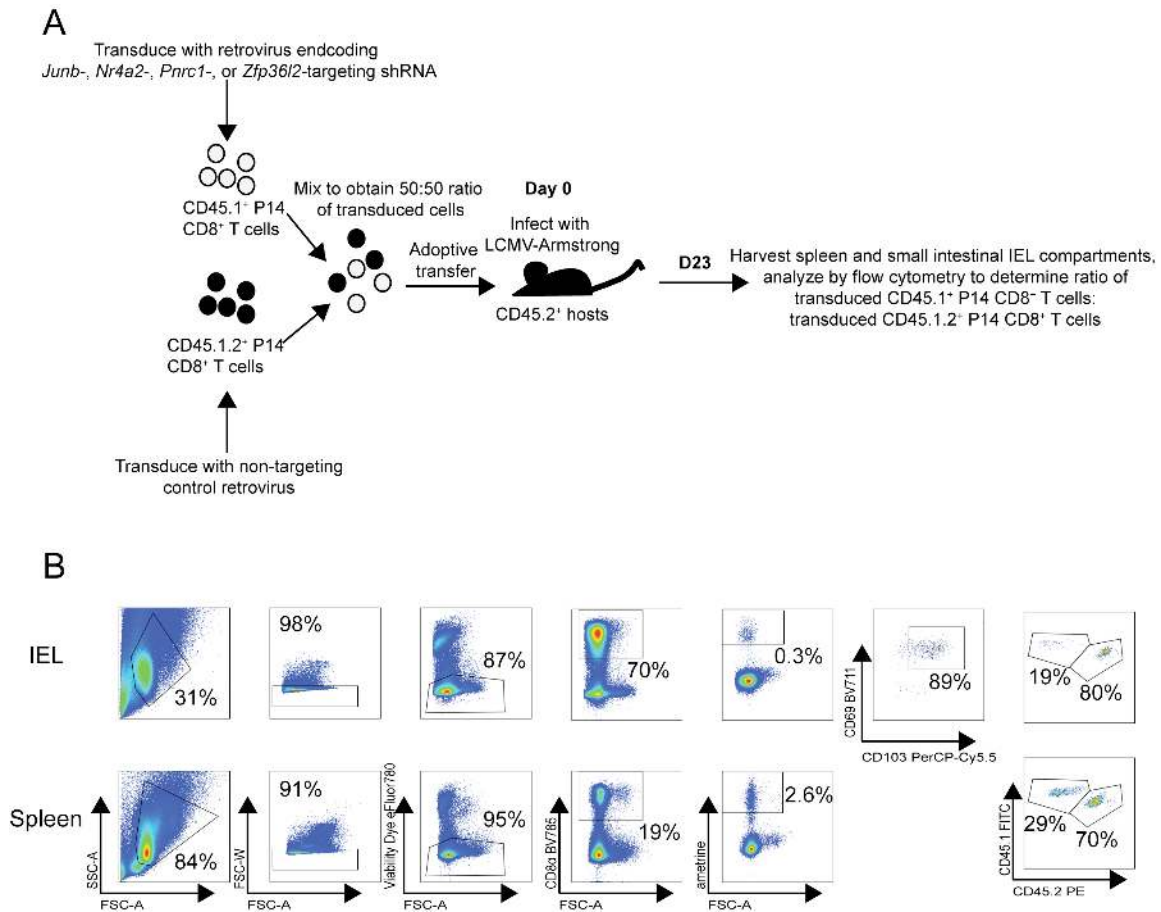 A
Transduce with retrovirus endcoding
Junb-, Nr4a2-, Pnrc1-, or Zfp36l2-targeting shRNA
CD45.1⁺ P14
CD8⁺ T cells
Mix to obtain 50:50 ratio
of transduced cells
CD45.1.2⁺ P14
CD8⁺ T cells
Transduce with non-targeting
control retrovirus
Adoptive
transfer
Day 0
Infect with
LCMV-Armstrong
CD45.2⁺ hosts
D23
Harvest spleen and small intestinal IEL compartments,
analyze by flow cytometry to determine ratio of
transduced CD45.1⁺ P14 CD8⁺ T cells:
transduced CD45.1.2⁺ P14 CD8⁺ T cells
B
IEL
31%
98%
87%
70%
0.3%
89%
CD69 BV711
CD103 PerCP-Cy5.5
19%
80%
Spleen
84%
SSC-A
FSC-A
91%
FSC-W
FSC-A
95%
Viability Dye eFluor780
FSC-A
19%
CD8α BV785
FSC-A
2.6%
ametrine
FSC-A
29%
70%
CD45.1 FITC
CD45.2 PE